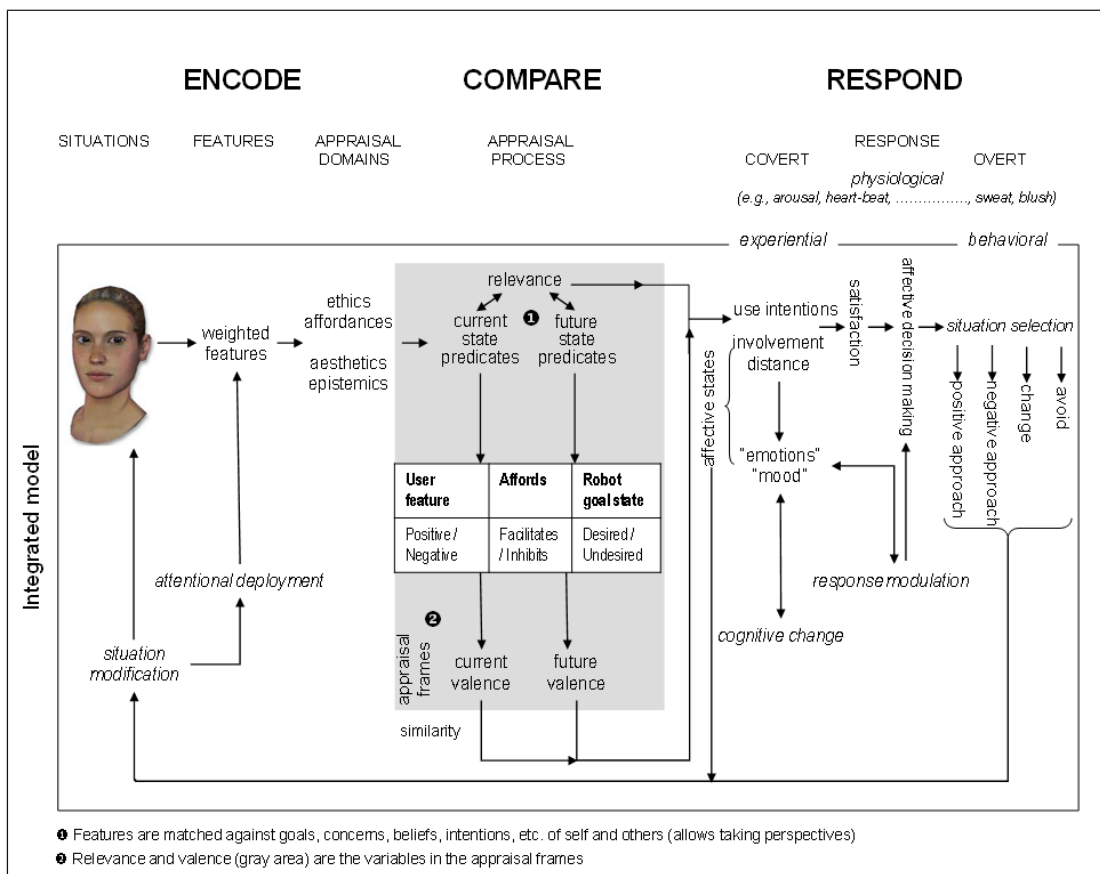 ENCODE COMPARE RESPOND
SITUATIONS FEATURES APPRAISAL DOMAINS APPRAISAL PROCESS RESPONSE
COVERT OVERT
physiological
(e.g., arousal, heart-beat, ................, sweat, blush)
experiential behavioral
Integrated model
weighted
features
ethics
affordances
aesthetics
epistemics
relevance
❶
current
state
predicates
future
state
predicates
User
feature
Affords
Robot
goal state
Positive /
Negative
Facilitates
/ Inhibits
Desired /
Undesired
❷
appraisal
frames
current
valence
future
valence
similarity
attentional deployment
situation
modification
affective states
use intentions
involvement
distance
"emotions"
"mood"
cognitive change
satisfaction
affective decision making
response modulation
situation selection
positive approach
negative approach
change
avoid
❶ Features are matched against goals, concerns, beliefs, intentions, etc. of self and others (allows taking perspectives)
❷ Relevance and valence (gray area) are the variables in the appraisal frames